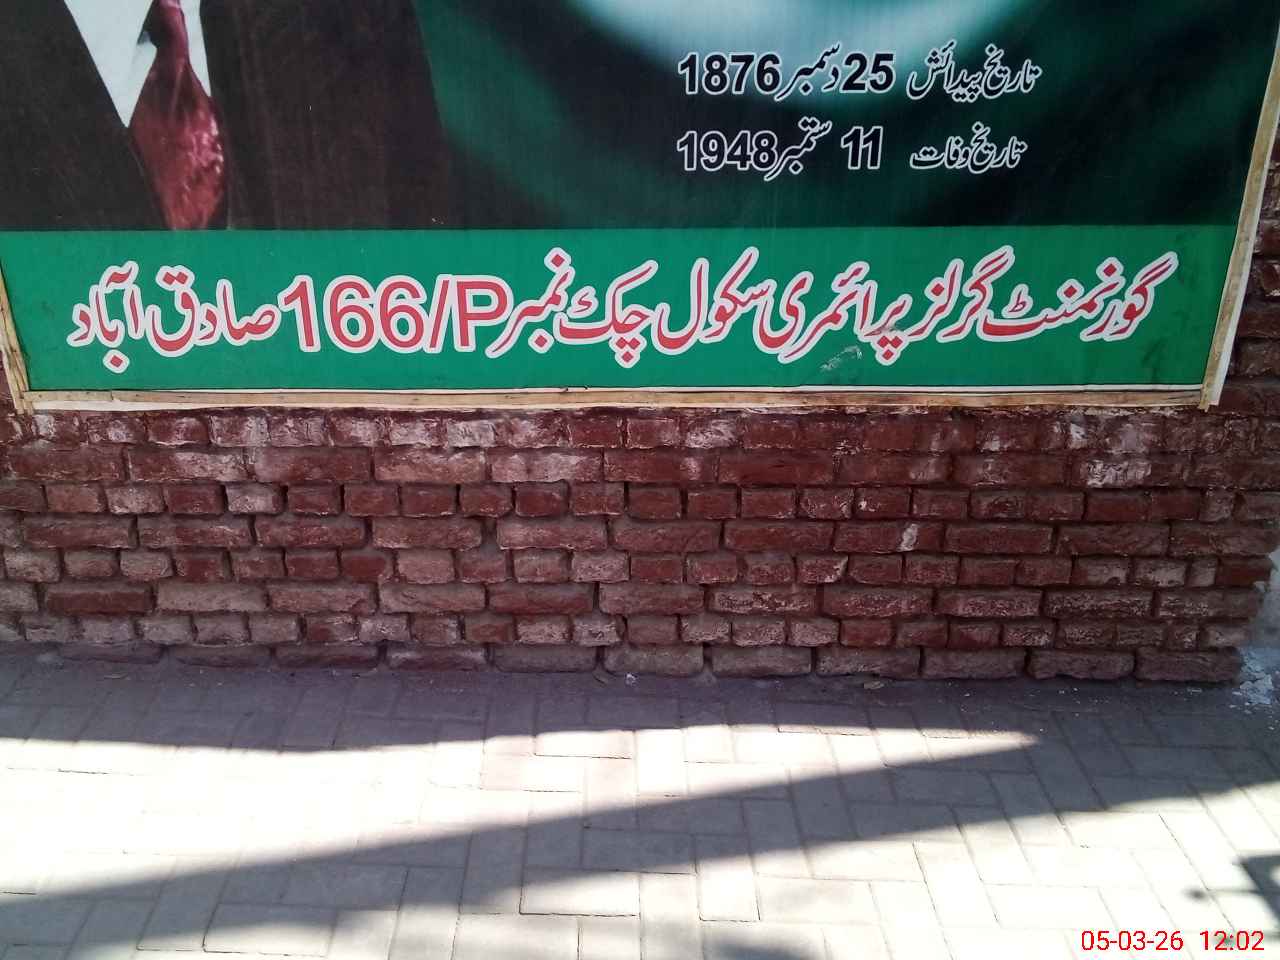 تاریخ پیدائش 25 دسمبر 1876
تاریخ وفات 11 ستمبر 1948
گورنمنٹ گرلز پرائمری سکول چک نمبر 166/P صادق آباد
05-03-26 12:02